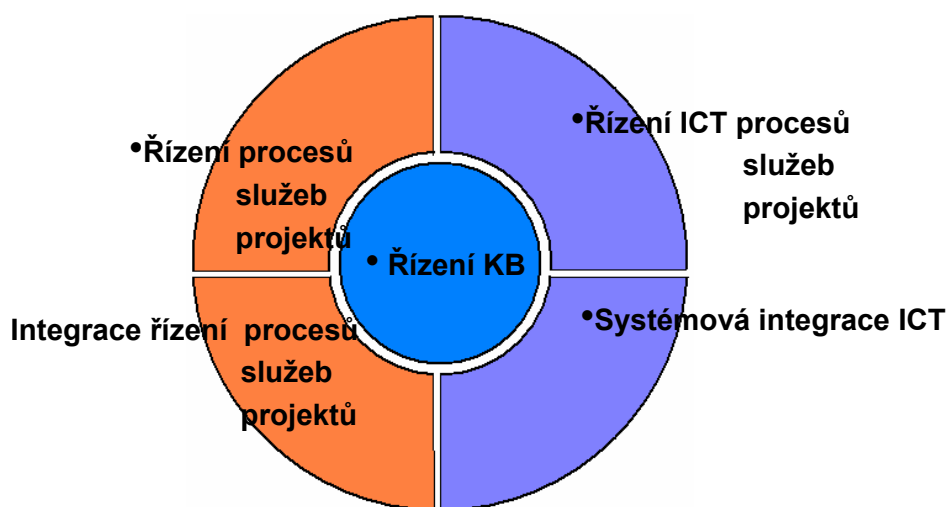 •Řízení procesů
služeb
projektů
•Řízení ICT procesů
služeb
projektů
• Řízení KB
Integrace řízení procesů
služeb
projektů
•Systémová integrace ICT